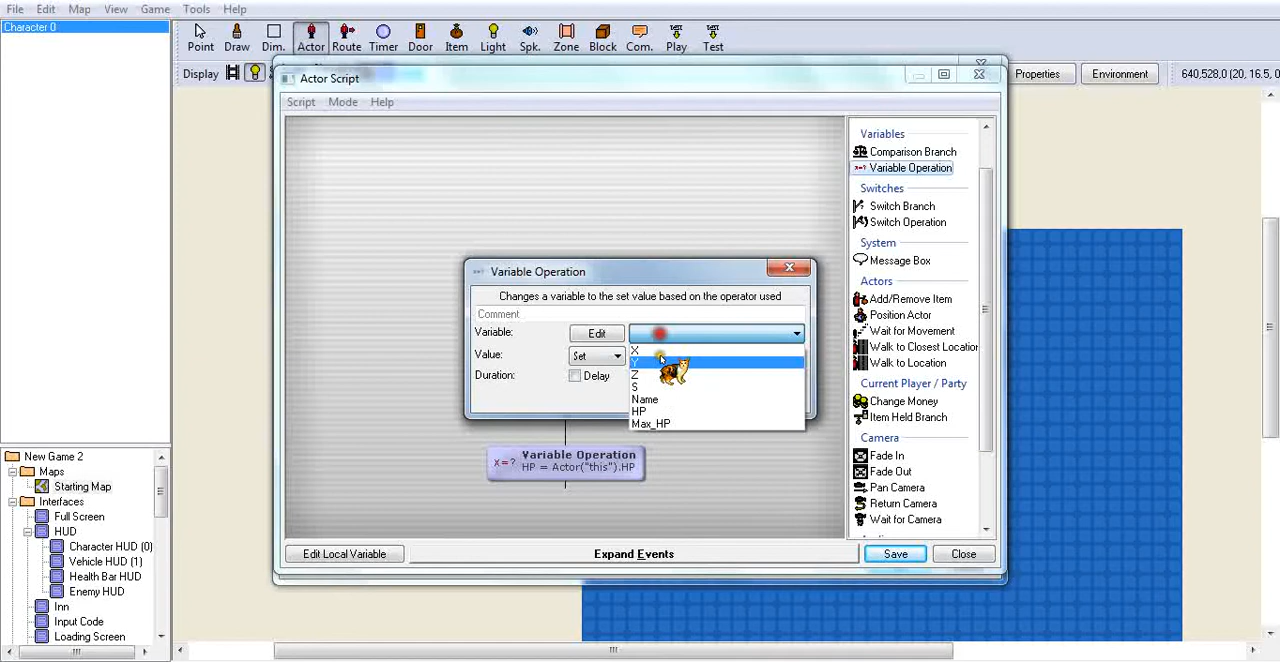 File Edit Map View Game Tools Help
Character 0
Point Draw Dim. Actor Route Timer Door Item Light Spk. Zone Block Com. Play Test
TEST TEST
Display
Properties Environment 640,528,0 (20, 16.5, 0
Actor Script
Script Mode Help
Variables
Comparison Branch
Variable Operation
Switches
Switch Branch
Switch Operation
System
Message Box
Actors
Add/Remove Item
Position Actor
Wait for Movement
Walk to Closest Location
Walk to Location
Current Player / Party
Change Money
Item Held Branch
Camera
Fade In
Fade Out
Pan Camera
Return Camera
Wait for Camera
Variable Operation
Changes a variable to the set value based on the operator used
Comment
Variable: Edit
Value: Set
Duration: Delay
X
Y
Z
S
Name
HP
Max_HP
Variable Operation
HP = Actor("this").HP
Edit Local Variable Expand Events Save Close
New Game 2
Maps
Starting Map
Interfaces
Full Screen
HUD
Character HUD (0)
Vehicle HUD (1)
Health Bar HUD
Enemy HUD
Inn
Input Code
Loading Screen